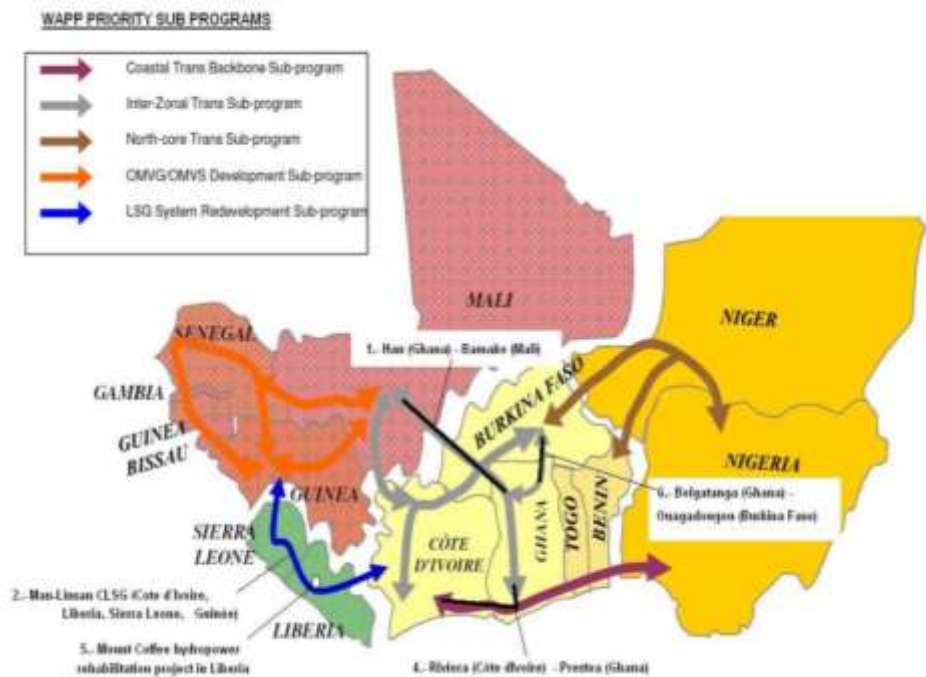 WAPP PRIORITY SUB PROGRAMS
Coastal Trans Backbone Sub-program
Inter-Zonal Trans Sub-program
North-core Trans Sub-program
OMVG/OMVS Development Sub-program
LSG System Redevelopment Sub-program
MALI
NIGER
SENEGAL
1.- Han (Ghana) - Bamako (Mali)
GAMBIA
BURKINA FASO
GUINEA
BISSAU
NIGERIA
GUINEA
6.- Bolgatanga (Ghana) -
Ouagadougou (Burkina Faso)
GHANA
TOGO
BENIN
SIERRA
LEONE
CÔTE
D'IVOIRE
2.- Man-Linsan CLSG (Cote d'Ivoire,
Liberia, Sierra Leone, Guinée)
LIBERIA
5.- Mount Coffee hydropower
rehabilitation project in Liberia
4.- Riviera (Côte d'Ivoire) - Prestea (Ghana)